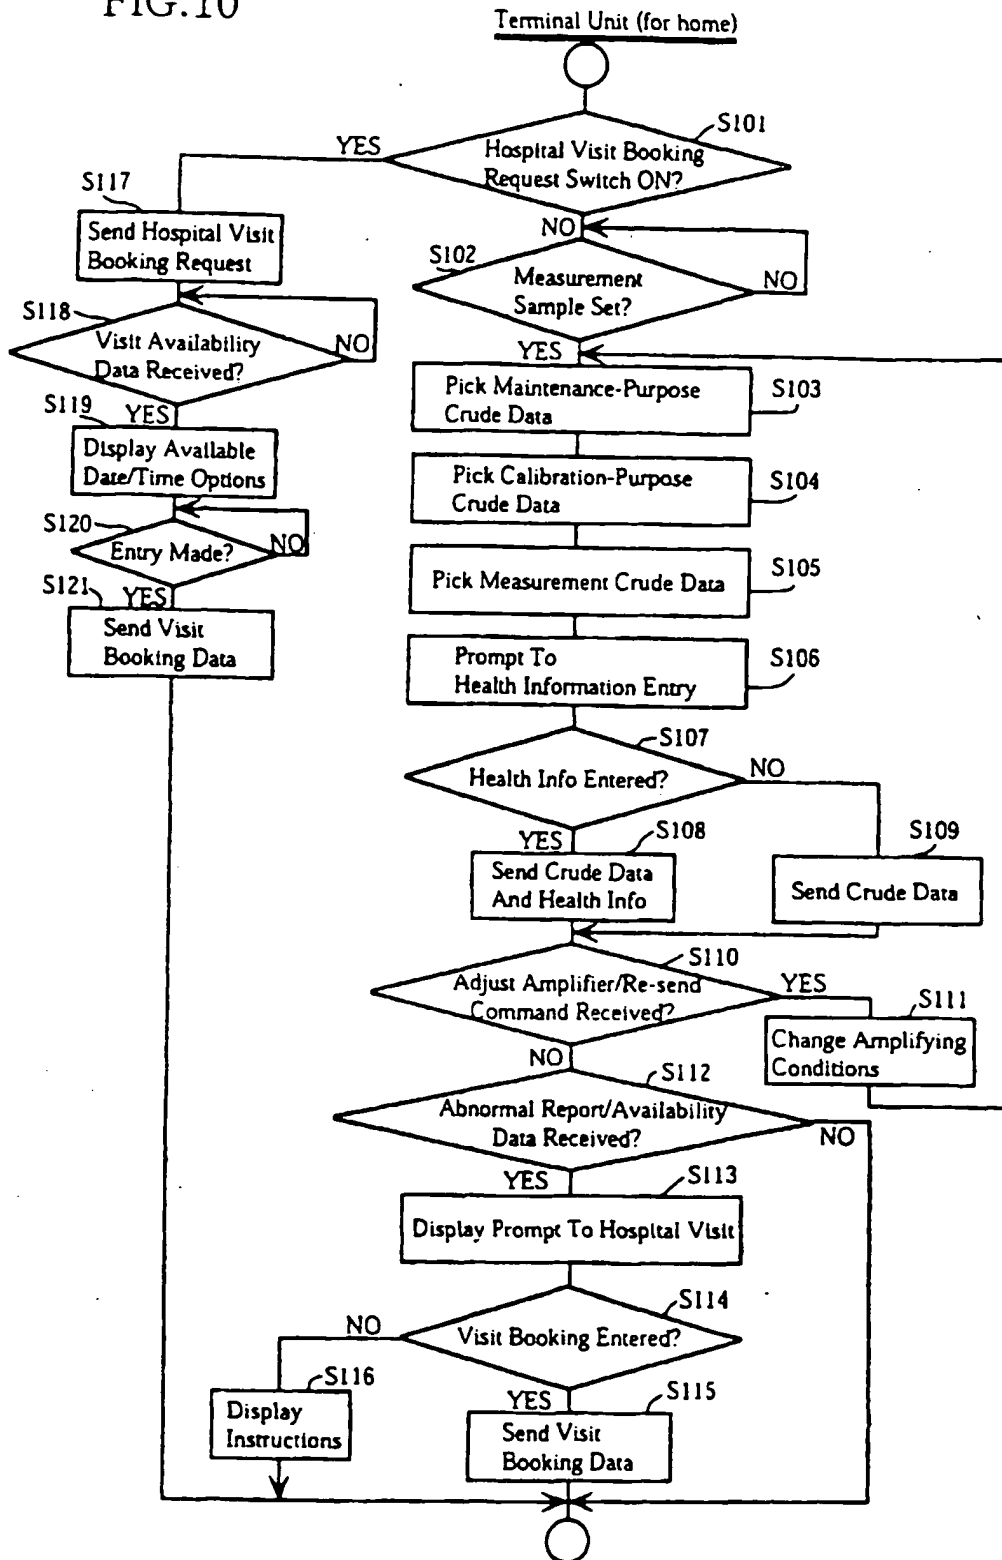 FIG.10
Terminal Unit (for home)
S101
YES
Hospital Visit Booking
Request Switch ON?
S117
NO
Send Hospital Visit
Booking Request
S102
Measurement
Sample Set?
NO
S118
Visit Availability
Data Received?
NO
YES
S119
YES
Pick Maintenance-Purpose
Crude Data
S103
Display Available
Date/Time Options
Pick Calibration-Purpose
Crude Data
S104
S120
Entry Made?
NO
S121
YES
Pick Measurement Crude Data
S105
Send Visit
Booking Data
Prompt To
Health Information Entry
S106
S107
Health Info Entered?
NO
YES
S108
S109
Send Crude Data
And Health Info
Send Crude Data
S110
Adjust Amplifier/Re-send
Command Received?
YES
S111
Change Amplifying
Conditions
NO
S112
Abnormal Report/Availability
Data Received?
NO
YES
S113
Display Prompt To Hospital Visit
S114
NO
Visit Booking Entered?
S116
YES
S115
Display
Instructions
Send Visit
Booking Data